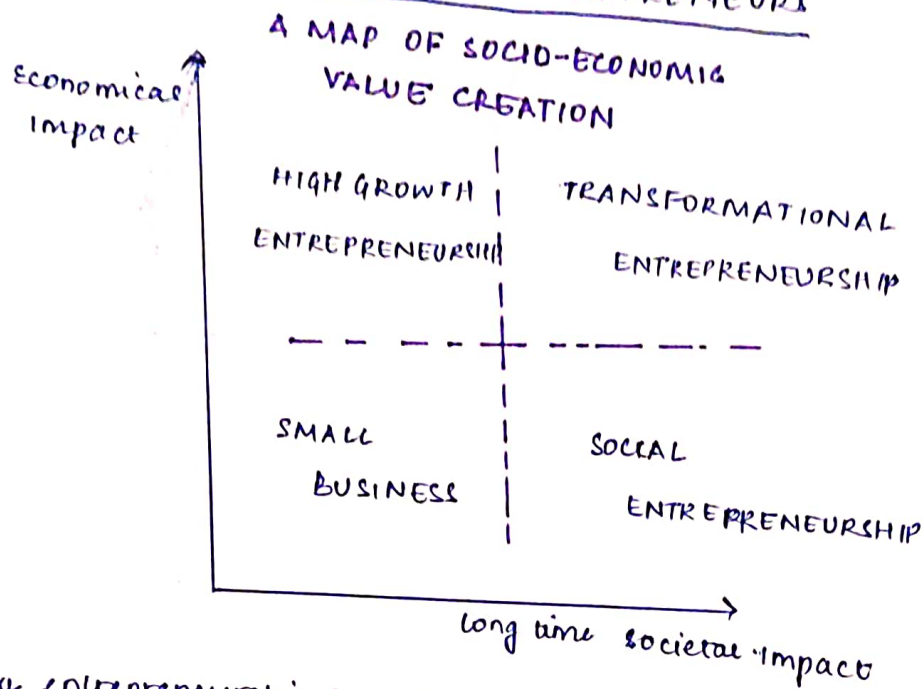 A MAP OF SOCIO-ECONOMIC
VALUE CREATION
Economical
Impact
HIGH GROWTH
ENTREPRENEURSHIP
TRANSFORMATIONAL
ENTREPRENEURSHIP
SMALL
BUSINESS
SOCIAL
ENTREPRENEURSHIP
long time societal impact